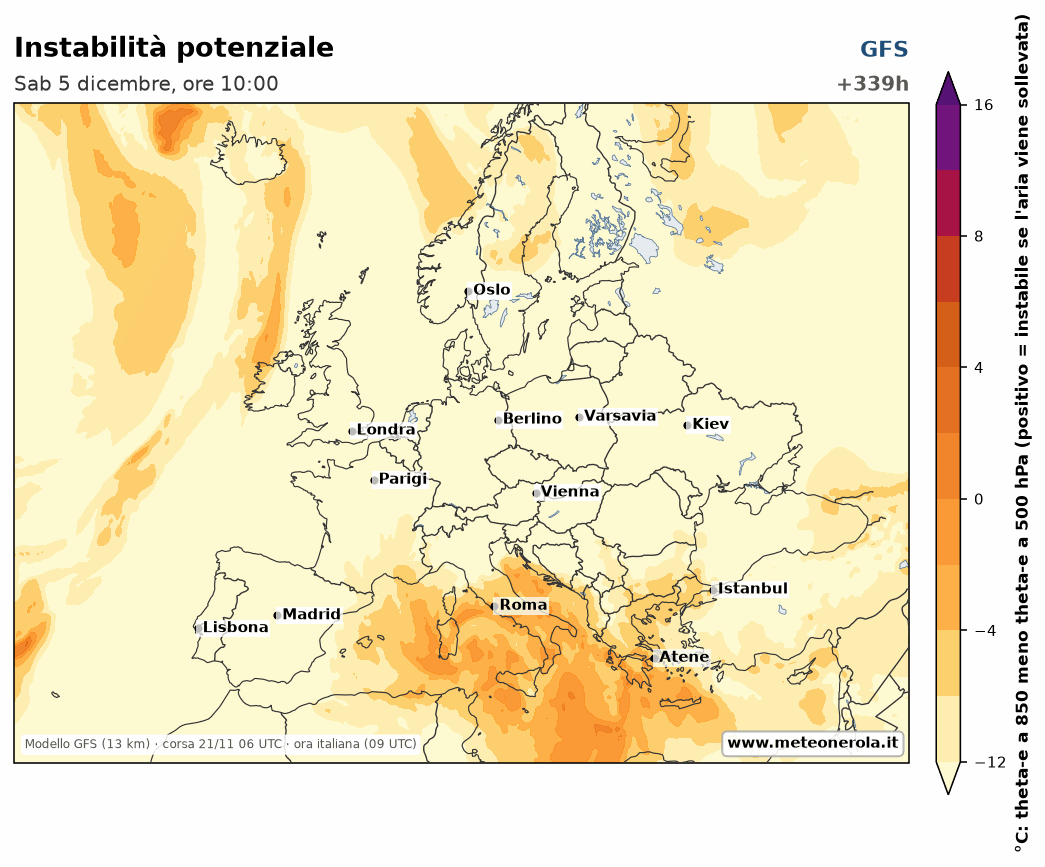 Instabilità potenziale
GFS
Sab 5 dicembre, ore 10:00
+339h
Oslo
Berlino
Varsavia
Kiev
Londra
Parigi
Vienna
Istanbul
Roma
Madrid
Lisbona
Atene
Modello GFS (13 km) · corsa 21/11 06 UTC · ora italiana (09 UTC)
www.meteonerola.it
16
8
4
0
−4
−12
°C: theta-e a 850 meno theta-e a 500 hPa (positivo = instabile se l'aria viene sollevata)